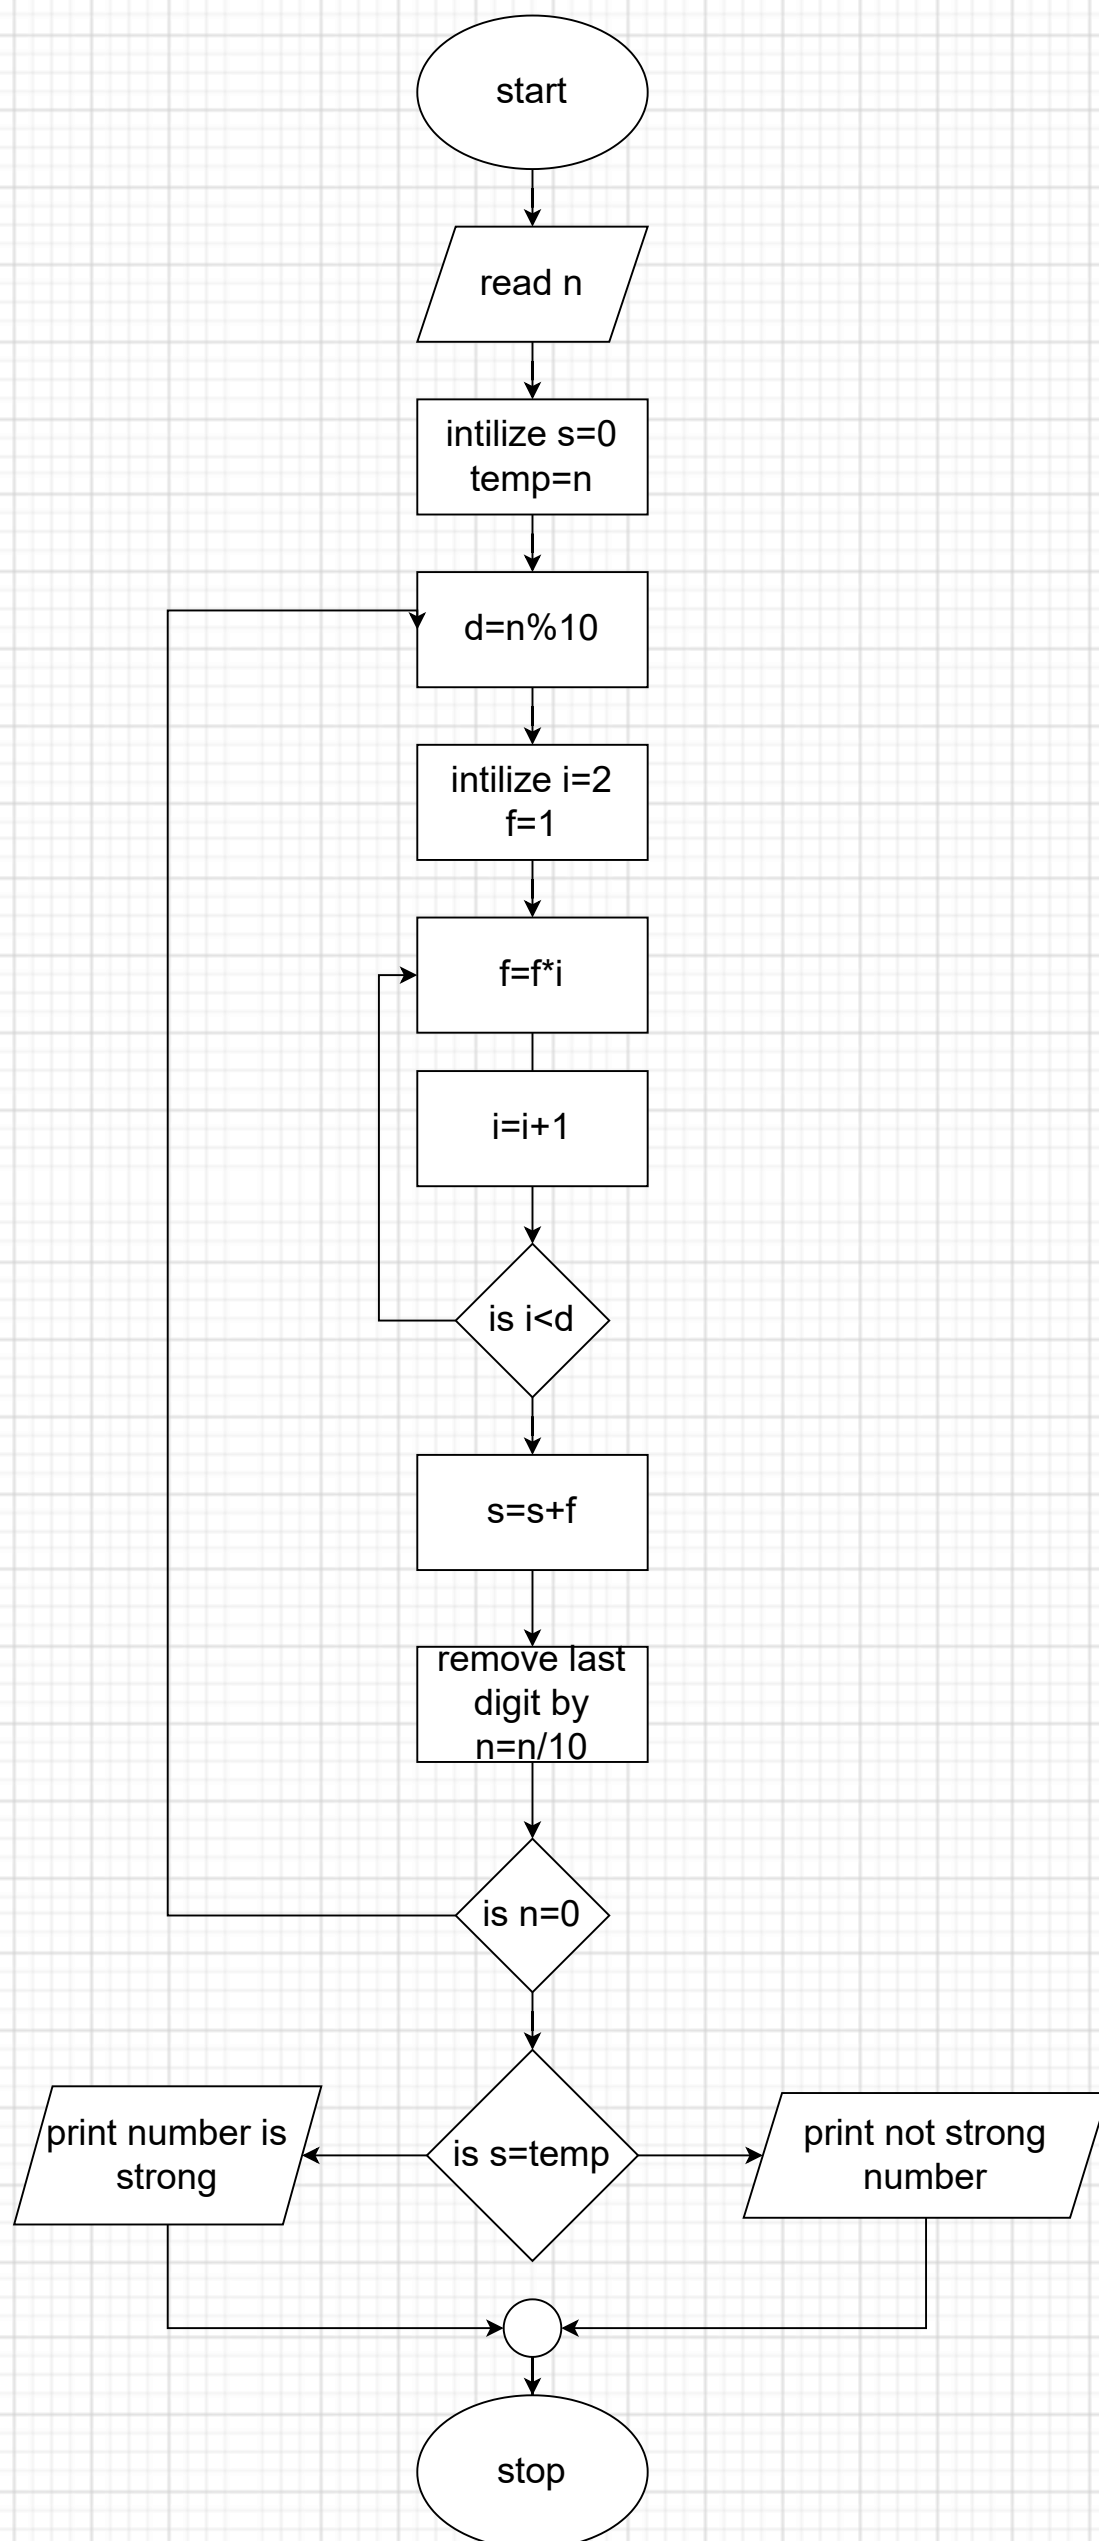 start
read n
intilize s=0
temp=n
d=n%10
intilize i=2
f=1
f=f*i
i=i+1
is i<d
s=s+f
remove last
digit by
n=n/10
is n=0
print number is
strong
is s=temp
print not strong
number
stop